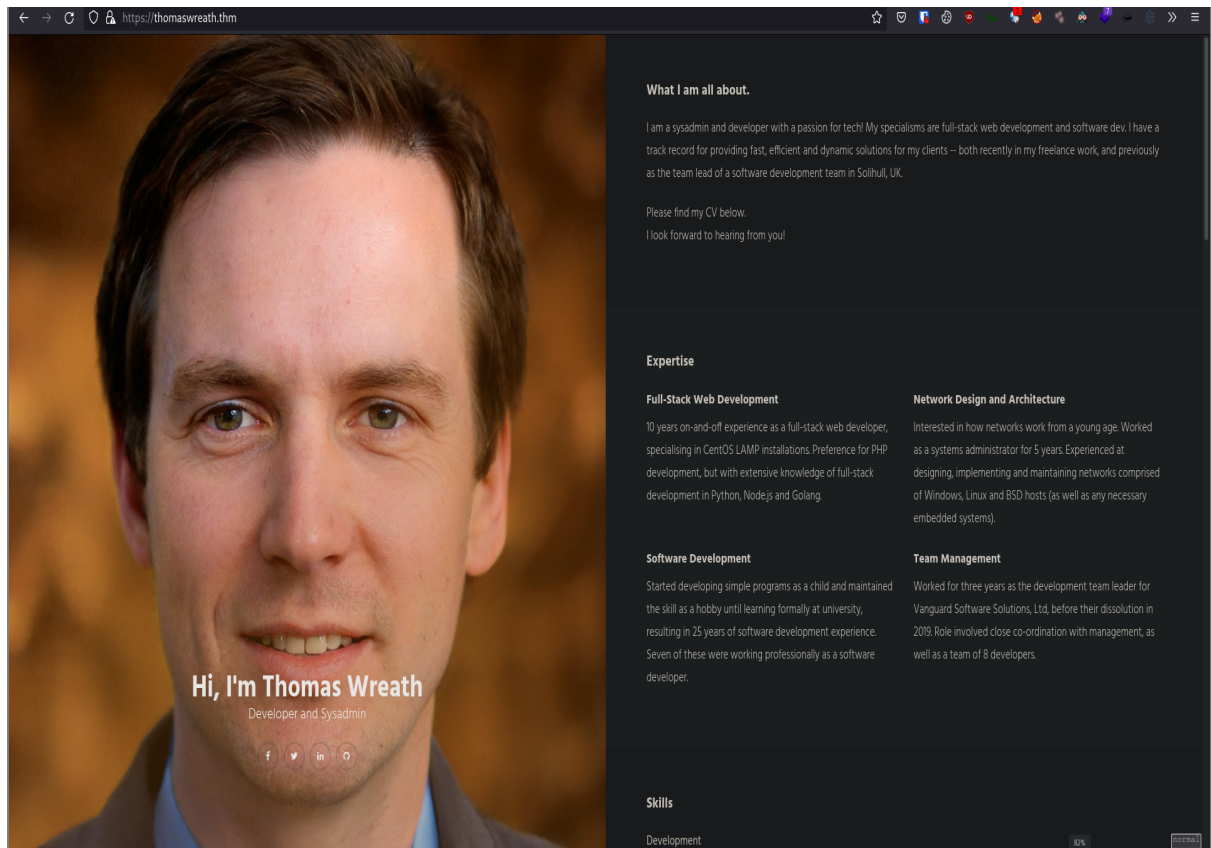 https://thomaswreath.thm
7
Hi, I'm Thomas Wreath
Developer and Sysadmin
What I am all about.
I am a sysadmin and developer with a passion for tech! My specialisms are full-stack web development and software dev. I have a
track record for providing fast, efficient and dynamic solutions for my clients -- both recently in my freelance work, and previously
as the team lead of a software development team in Solihull, UK.
Please find my CV below.
I look forward to hearing from you!
Expertise
Full-Stack Web Development
10 years on-and-off experience as a full-stack web developer,
specialising in CentOS LAMP installations. Preference for PHP
development, but with extensive knowledge of full-stack
development in Python, Node.js and Golang.
Network Design and Architecture
Interested in how networks work from a young age. Worked
as a systems administrator for 5 years. Experienced at
designing, implementing and maintaining networks comprised
of Windows, Linux and BSD hosts (as well as any necessary
embedded systems).
Software Development
Started developing simple programs as a child and maintained
the skill as a hobby until learning formally at university,
resulting in 25 years of software development experience.
Seven of these were working professionally as a software
developer.
Team Management
Worked for three years as the development team leader for
Vanguard Software Solutions, Ltd, before their dissolution in
2019. Role involved close co-ordination with management, as
well as a team of 8 developers.
Skills
Development
82%
normal